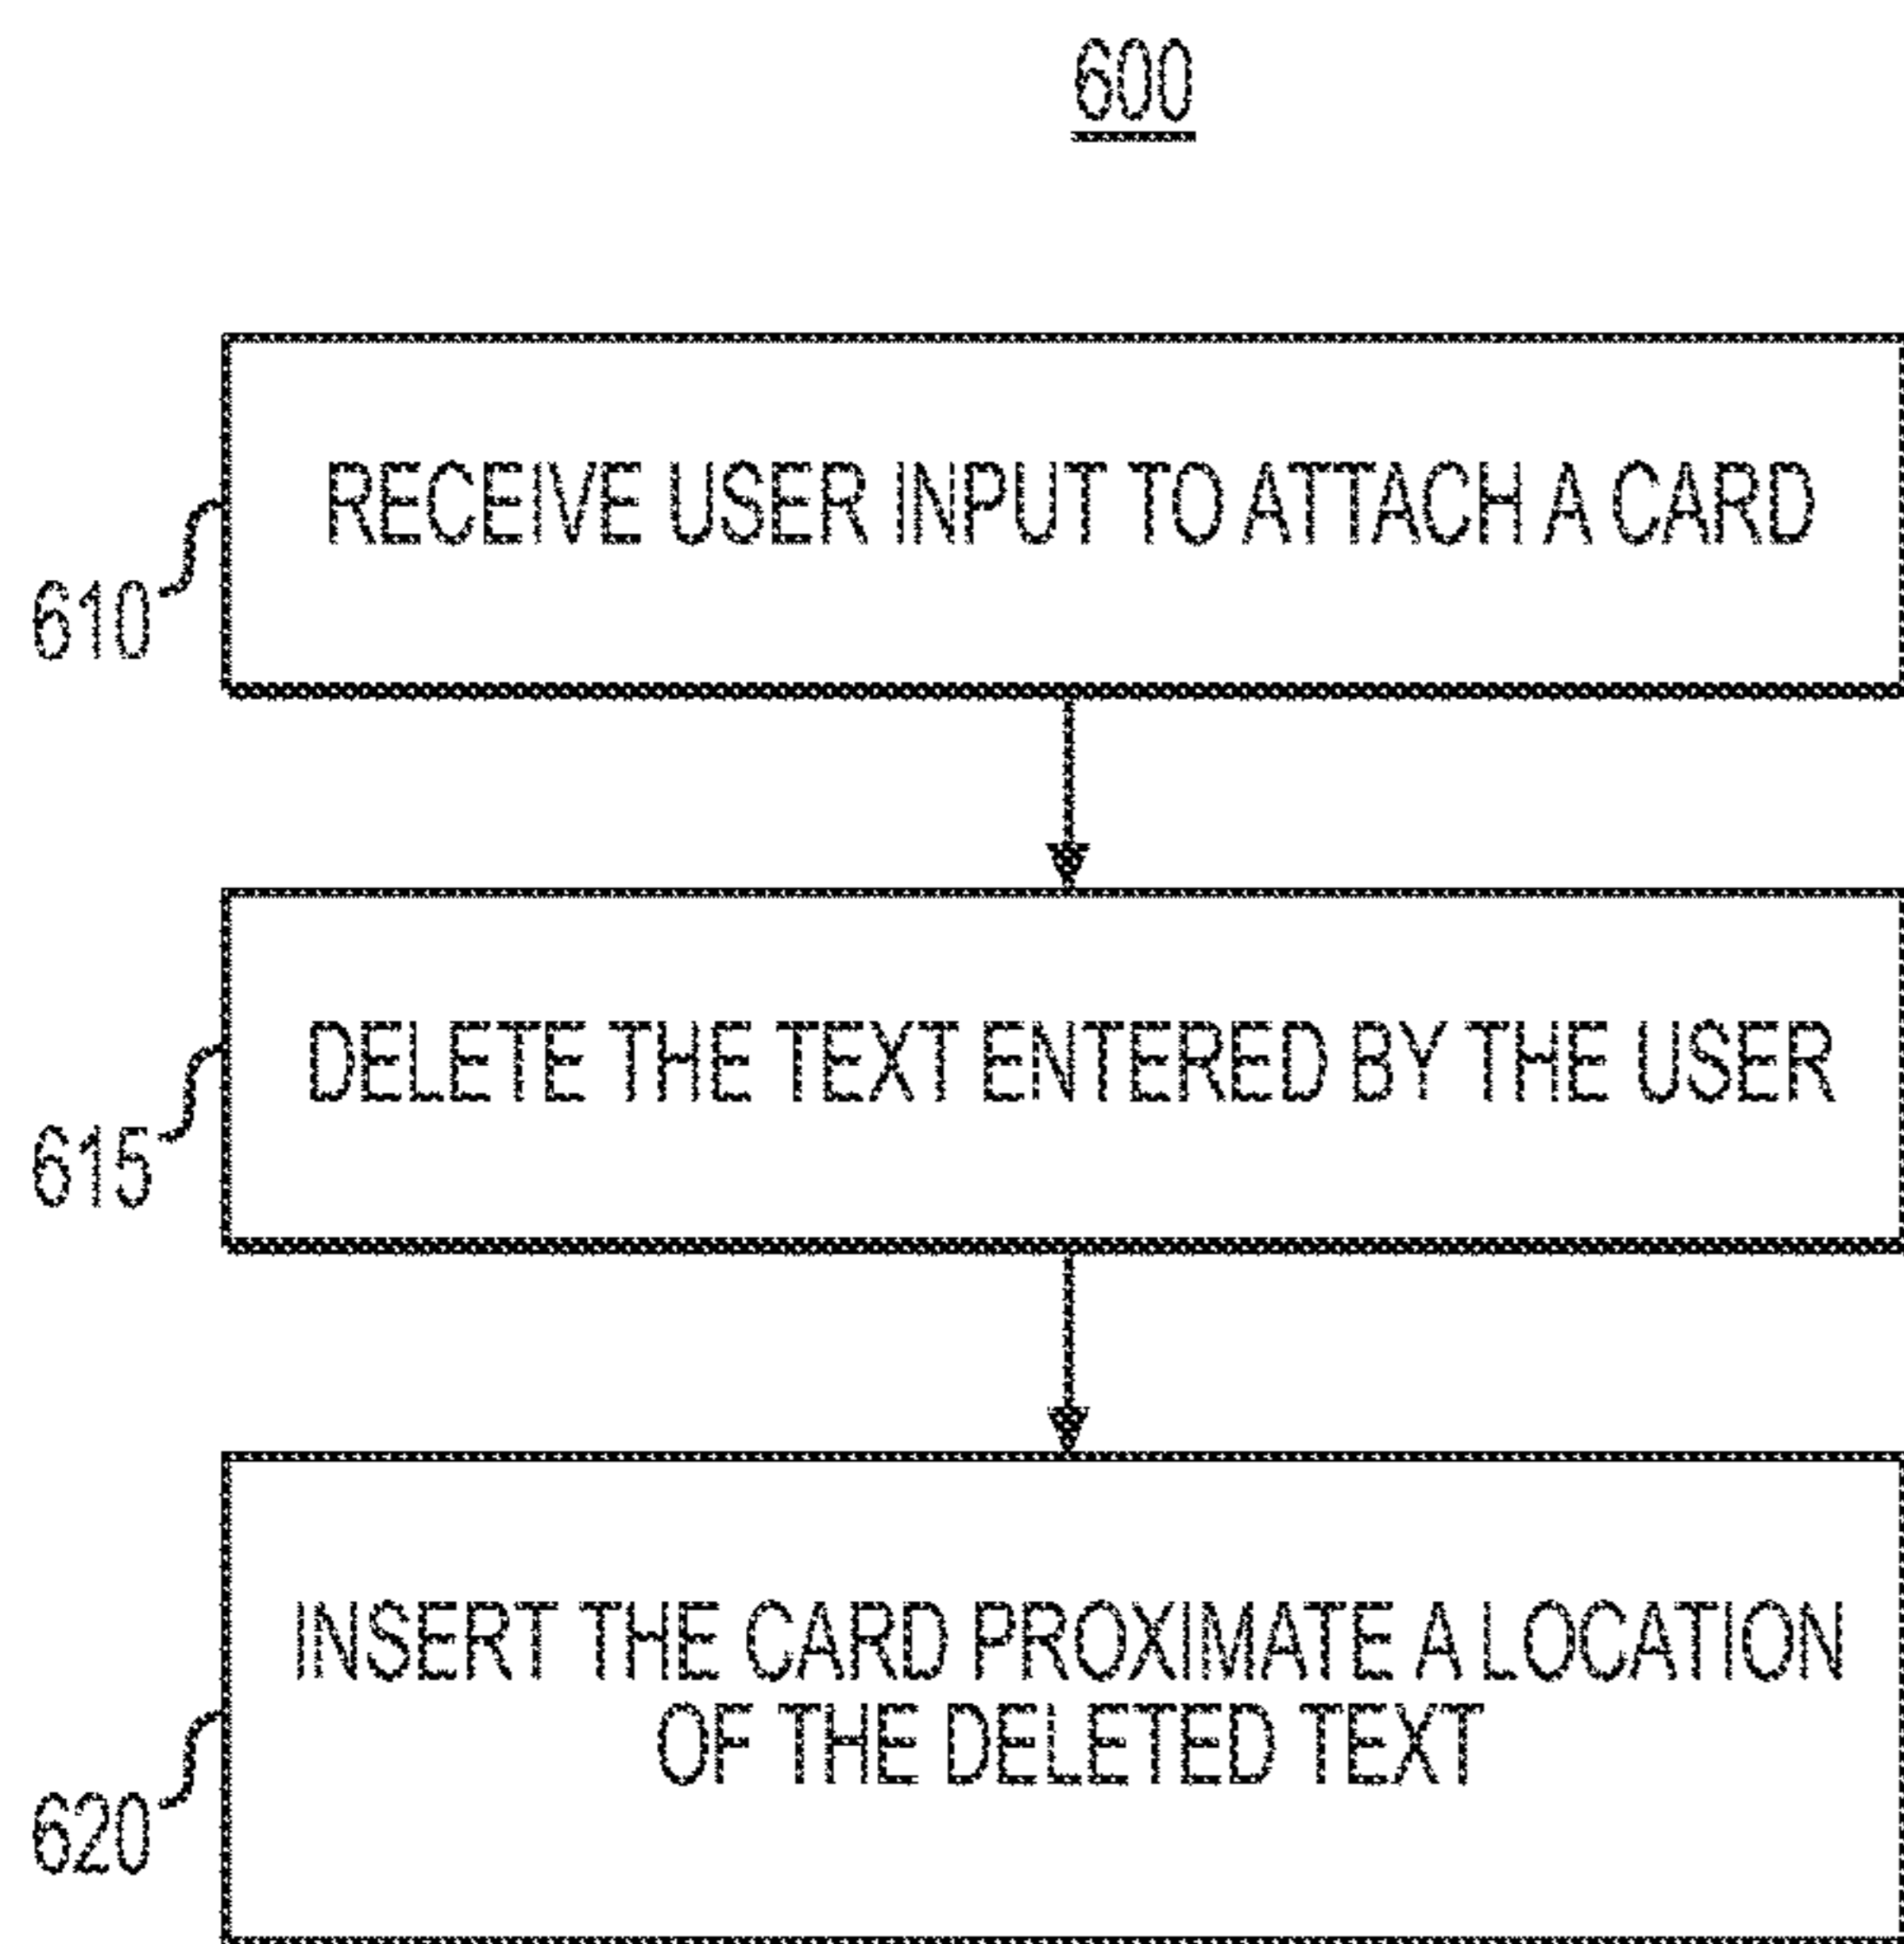 600
RECEIVE USER INPUT TO ATTACH A CARD
610
DELETE THE TEXT ENTERED BY THE USER
615
INSERT THE CARD PROXIMATE A LOCATION
OF THE DELETED TEXT
620